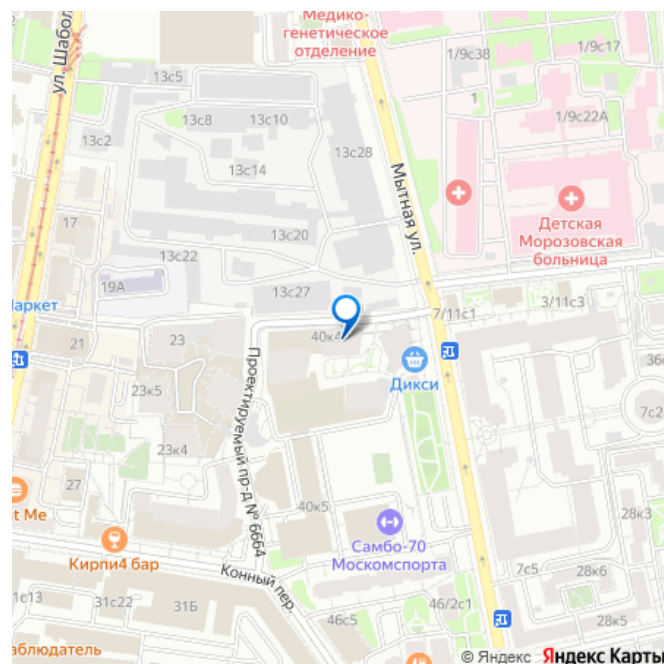 Медико-
генетическое
отделение
ул. Шабол
13с5
1/9с38
1/9с17
1
13с8
13с10
1/9с22А
13с2
13с28
13с14
Мытная ул.
17
13с20
Детская
Морозовская
больница
13с22
19А
13с27
3/11с3
7/11с1
Маркет
21
23
40к4
Дикси
36с
23к5
Проектируемый пр-д № 6664
7с2
23к4
27
40к5
t Me
28к3
Самбо-70
Москомспорта
Кирпи4 бар
Конный пер.
7с5
28к6
1с13
31с22
31Б
46с5
46/2с1
28к5
аблюдатель
© Яндекс Яндекс Карты